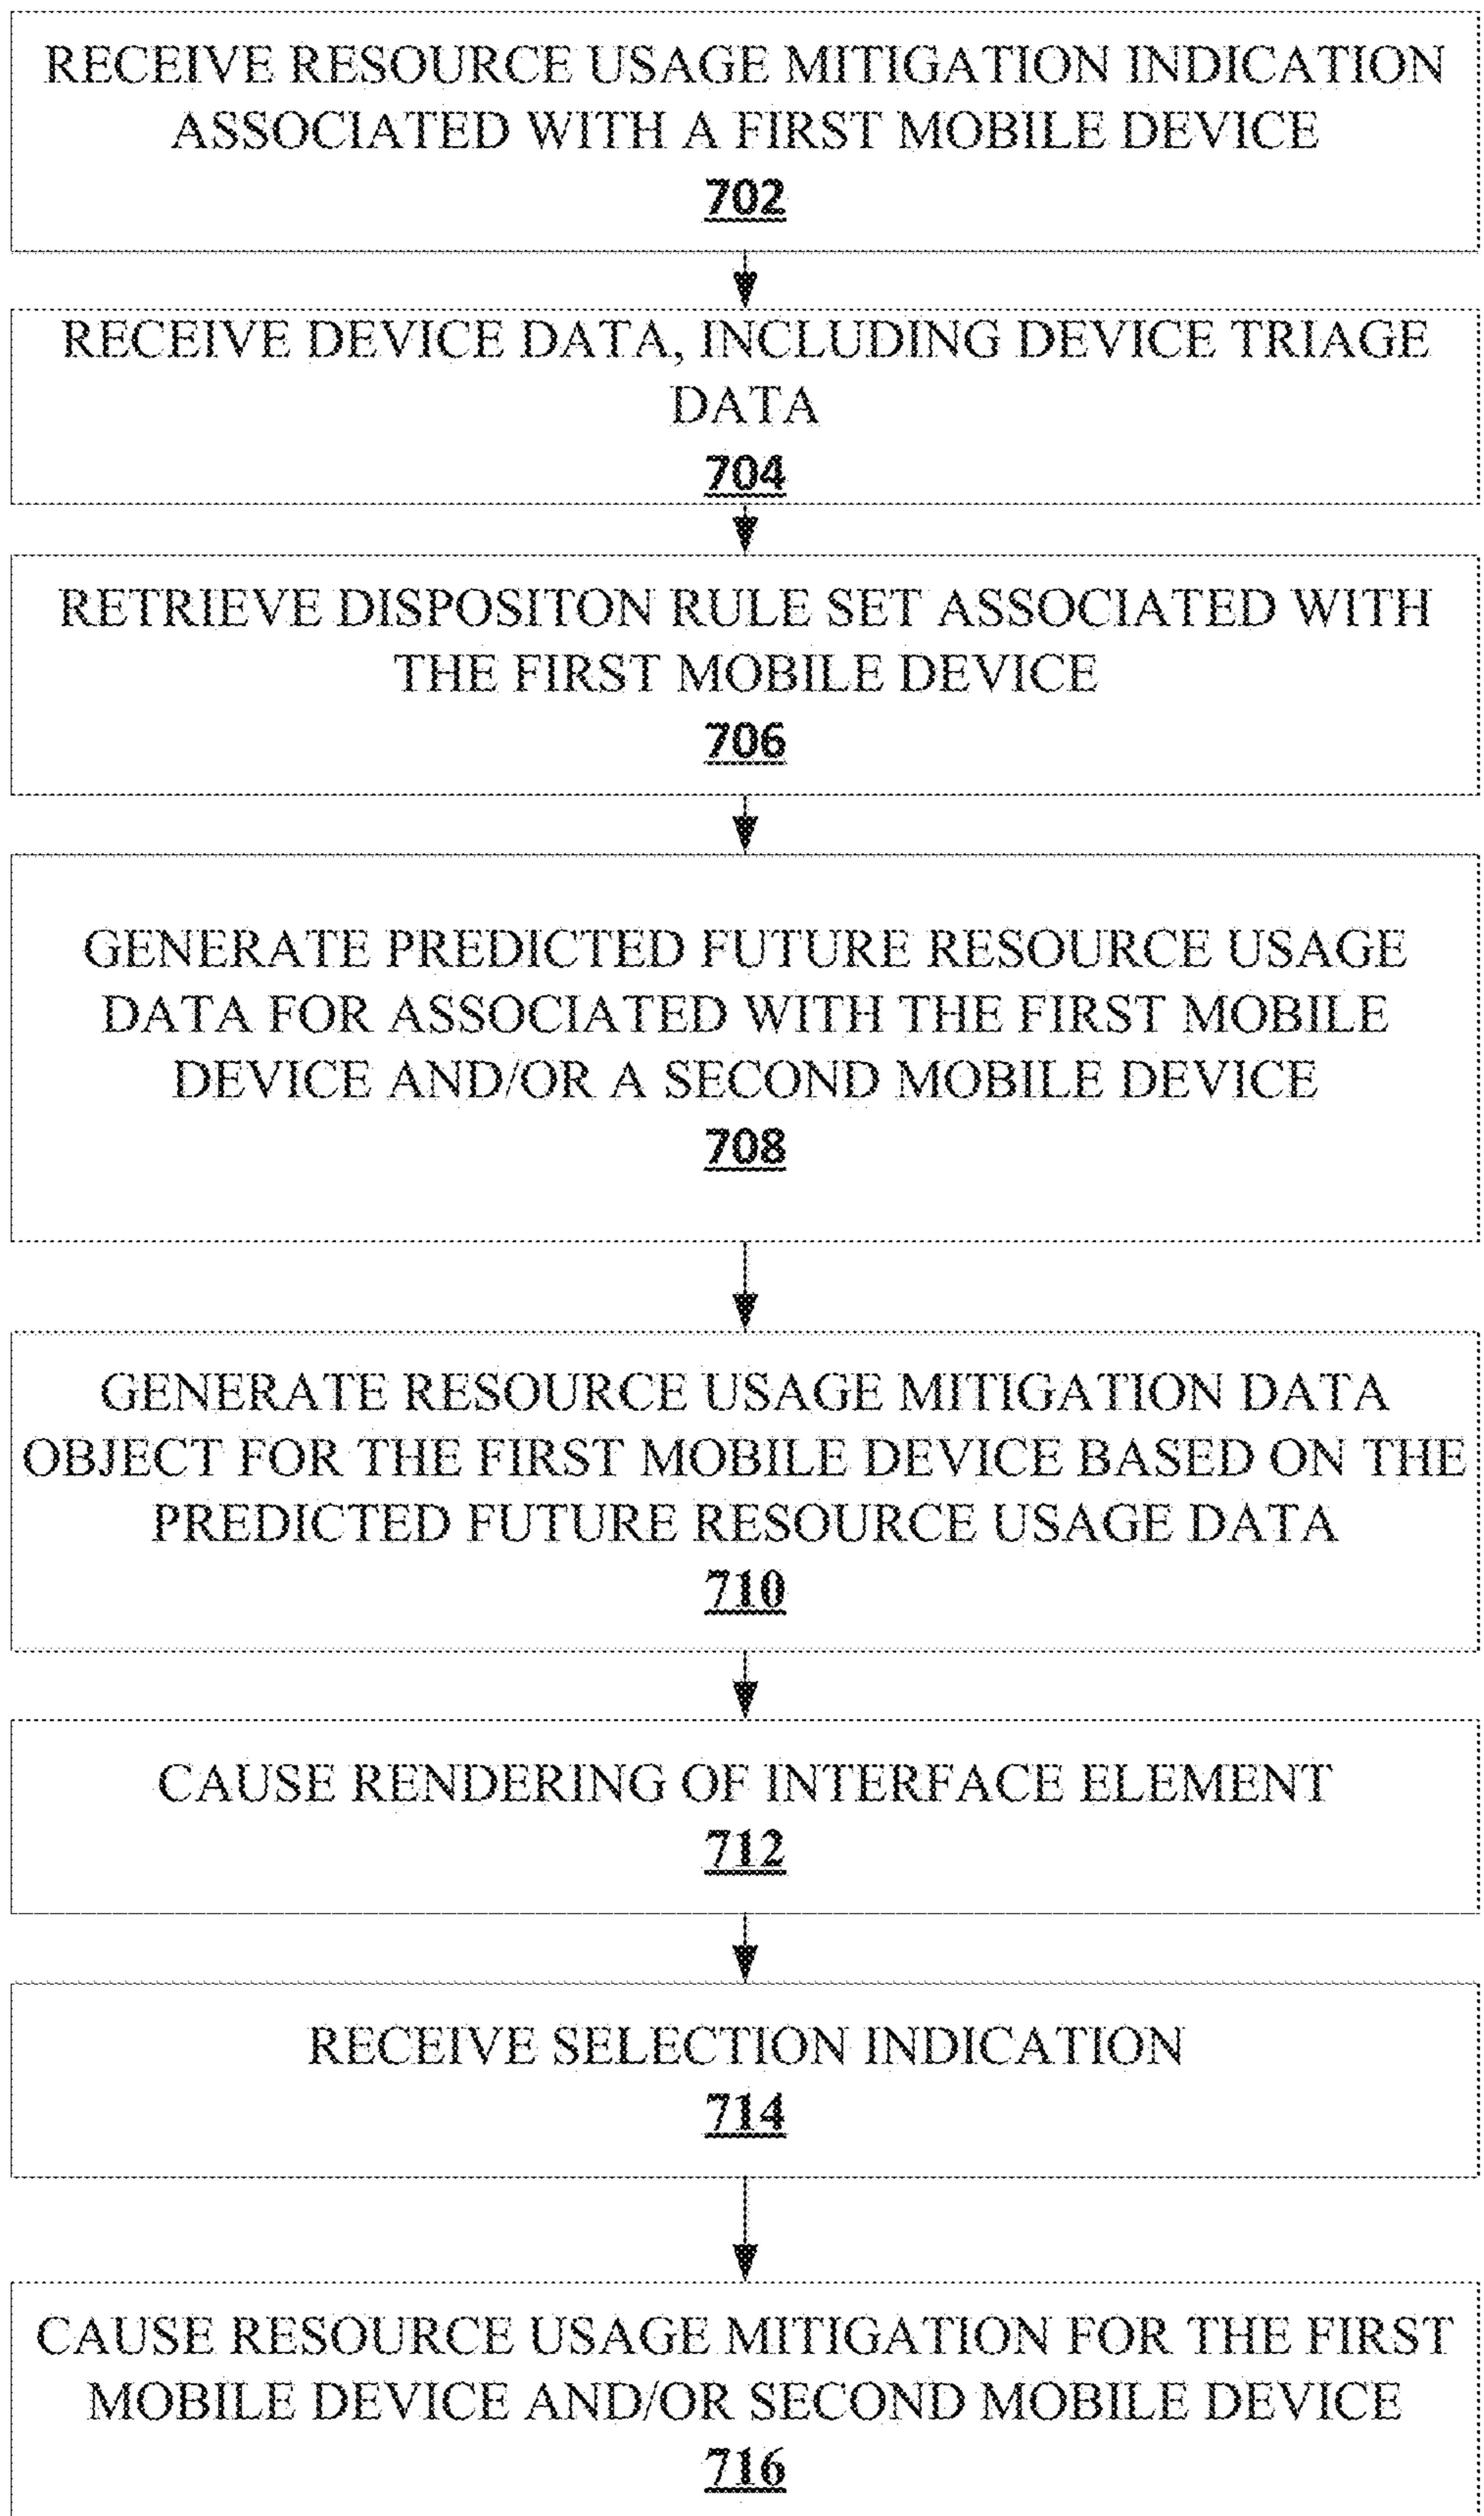 RECEIVE RESOURCE USAGE MITIGATION INDICATION
ASSOCIATED WITH A FIRST MOBILE DEVICE
702
RECEIVE DEVICE DATA, INCLUDING DEVICE TRIAGE
DATA
704
RETRIEVE DISPOSITON RULE SET ASSOCIATED WITH
THE FIRST MOBILE DEVICE
706
GENERATE PREDICTED FUTURE RESOURCE USAGE
DATA FOR ASSOCIATED WITH THE FIRST MOBILE
DEVICE AND/OR A SECOND MOBILE DEVICE
708
GENERATE RESOURCE USAGE MITIGATION DATA
OBJECT FOR THE FIRST MOBILE DEVICE BASED ON THE
PREDICTED FUTURE RESOURCE USAGE DATA
710
CAUSE RENDERING OF INTERFACE ELEMENT
712
RECEIVE SELECTION INDICATION
714
CAUSE RESOURCE USAGE MITIGATION FOR THE FIRST
MOBILE DEVICE AND/OR SECOND MOBILE DEVICE
716